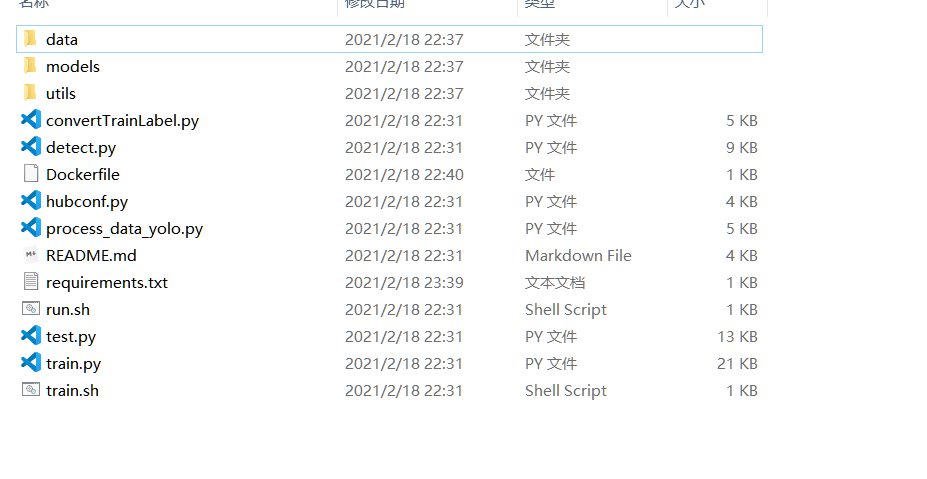 名称 修改日期 类型 大小
data 2021/2/18 22:37 文件夹
models 2021/2/18 22:37 文件夹
utils 2021/2/18 22:37 文件夹
convertTrainLabel.py 2021/2/18 22:31 PY 文件 5 KB
detect.py 2021/2/18 22:31 PY 文件 9 KB
Dockerfile 2021/2/18 22:40 文件 1 KB
hubconf.py 2021/2/18 22:31 PY 文件 4 KB
process_data_yolo.py 2021/2/18 22:31 PY 文件 5 KB
README.md 2021/2/18 22:31 Markdown File 4 KB
requirements.txt 2021/2/18 23:39 文本文档 1 KB
run.sh 2021/2/18 22:31 Shell Script 1 KB
test.py 2021/2/18 22:31 PY 文件 13 KB
train.py 2021/2/18 22:31 PY 文件 21 KB
train.sh 2021/2/18 22:31 Shell Script 1 KB